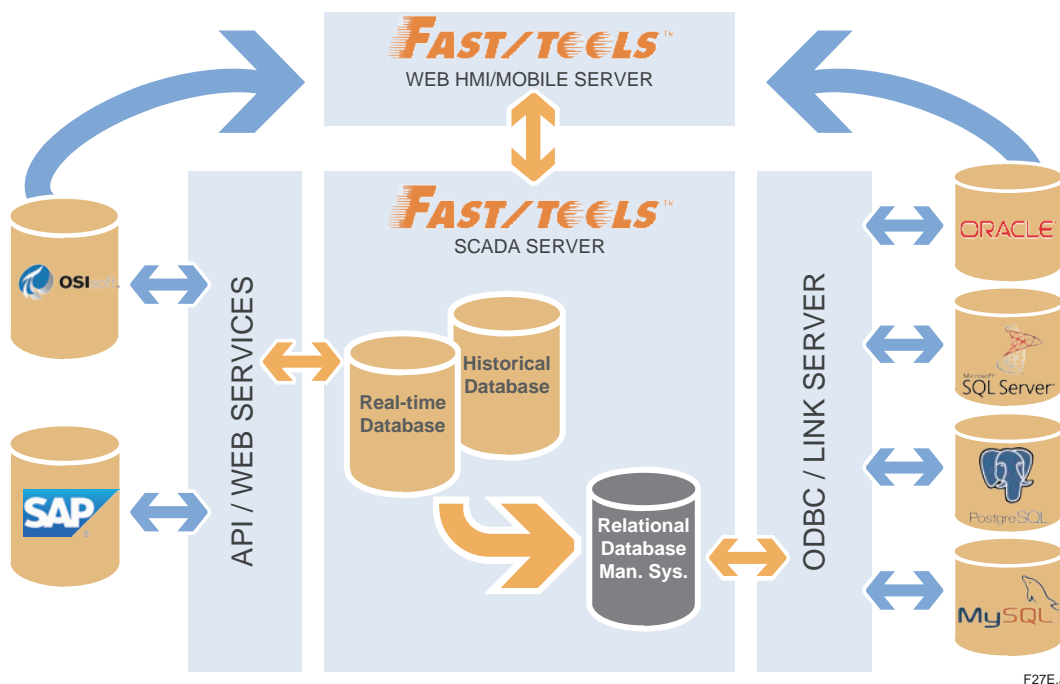 FAST/TOOLS™
WEB HMI/MOBILE SERVER
FAST/TOOLS™
SCADA SERVER
OSIsoft.
SAP
API / WEB SERVICES
Real-time
Database
Historical
Database
Relational
Database
Man. Sys.
ODBC / LINK SERVER
ORACLE
Microsoft
SQL Server
PostgreSQL
MySQL
F27E.